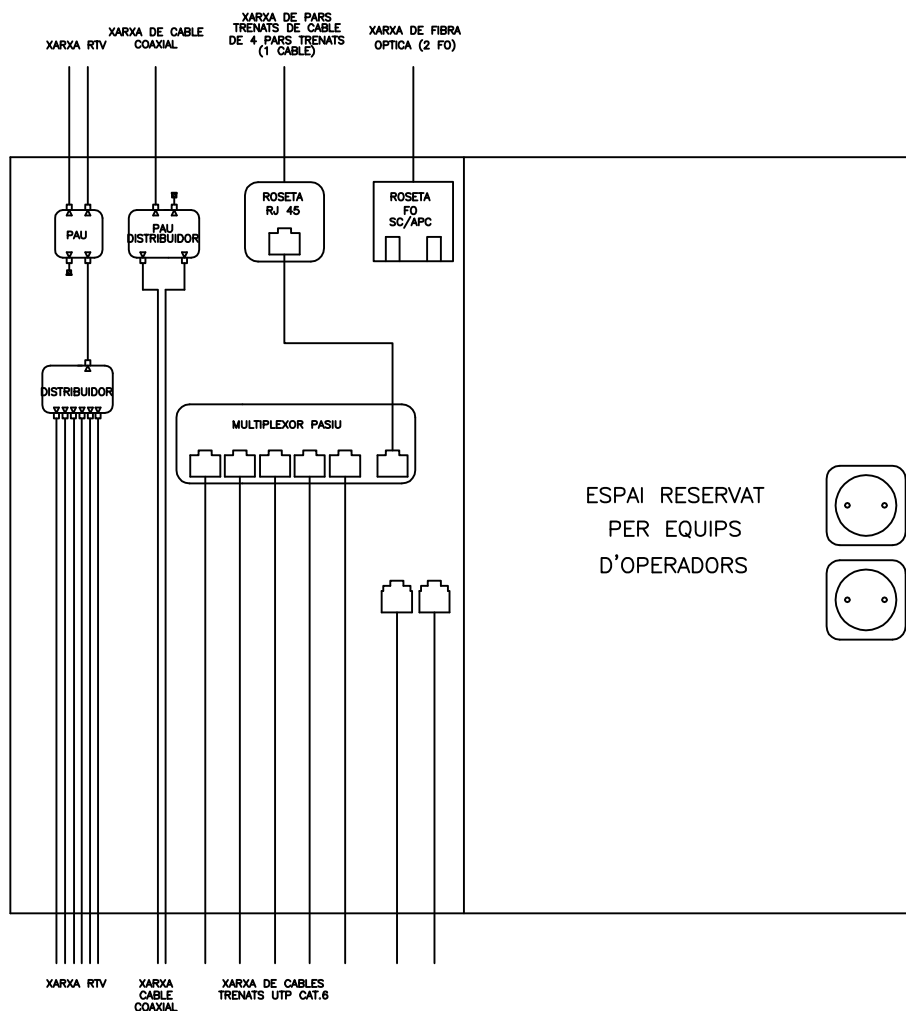 XARXA RTV
XARXA DE CABLE
COAXIAL
XARXA DE PARS
TRENATS DE CABLE
DE 4 PARS TRENATS
(1 CABLE)
XARXA DE FIBRA
OPTICA (2 FO)
PAU
PAU
DISTRIBUIDOR
ROSETA
RJ 45
ROSETA
FO
SC/APC
DISTRIBUIDOR
MULTIPLEXOR PASIU
ESPAI RESERVAT
PER EQUIPS
D'OPERADORS
XARXA RTV
XARXA
CABLE
COAXIAL
XARXA DE CABLES
TRENATS UTP CAT.6